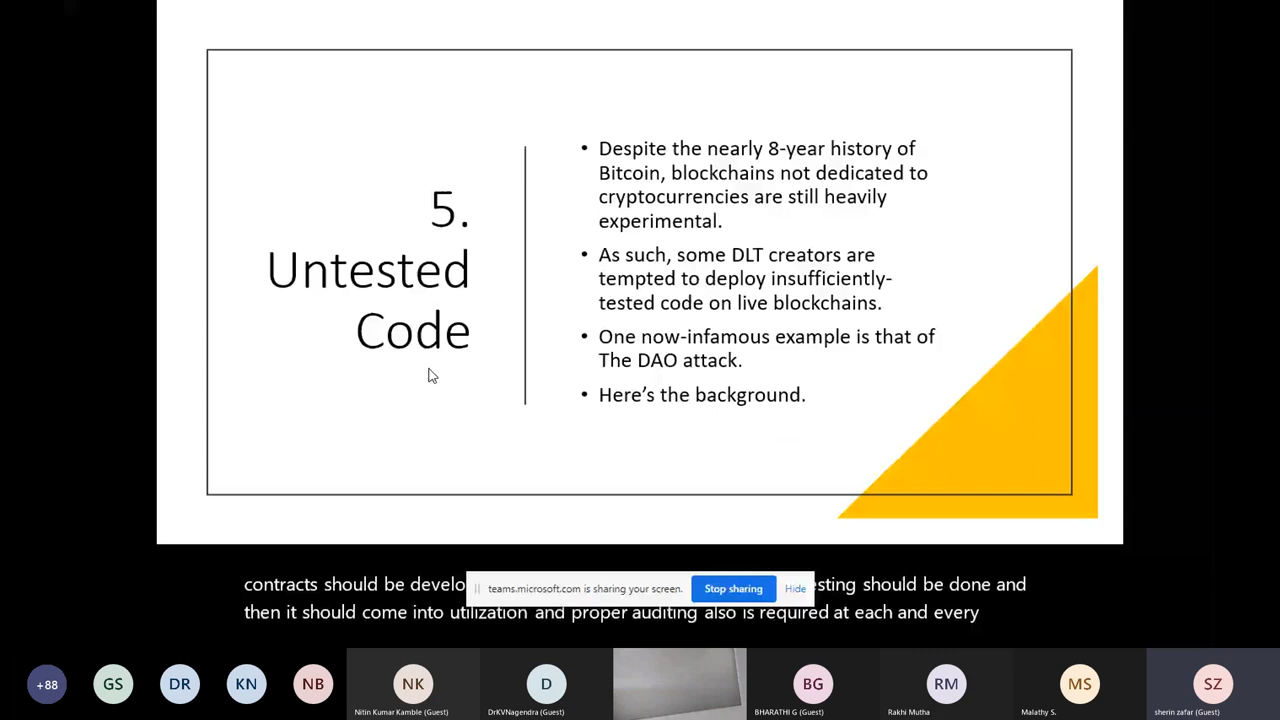 5.
Untested
Code
• Despite the nearly 8-year history of
Bitcoin, blockchains not dedicated to
cryptocurrencies are still heavily
experimental.
• As such, some DLT creators are
tempted to deploy insufficiently-
tested code on live blockchains.
• One now-infamous example is that of
The DAO attack.
• Here's the background.
contracts should be develo esting should be done and
teams.microsoft.com is sharing your screen. Stop sharing Hide
then it should come into utilization and proper auditing also is required at each and every
+88 GS DR KN NB NK D BG RM MS SZ
Nitin Kumar Kamble (Guest) DrKVNagendra (Guest) BHARATHI G (Guest) Rakhi Mutha Malathy S. sherin zafar (Guest)